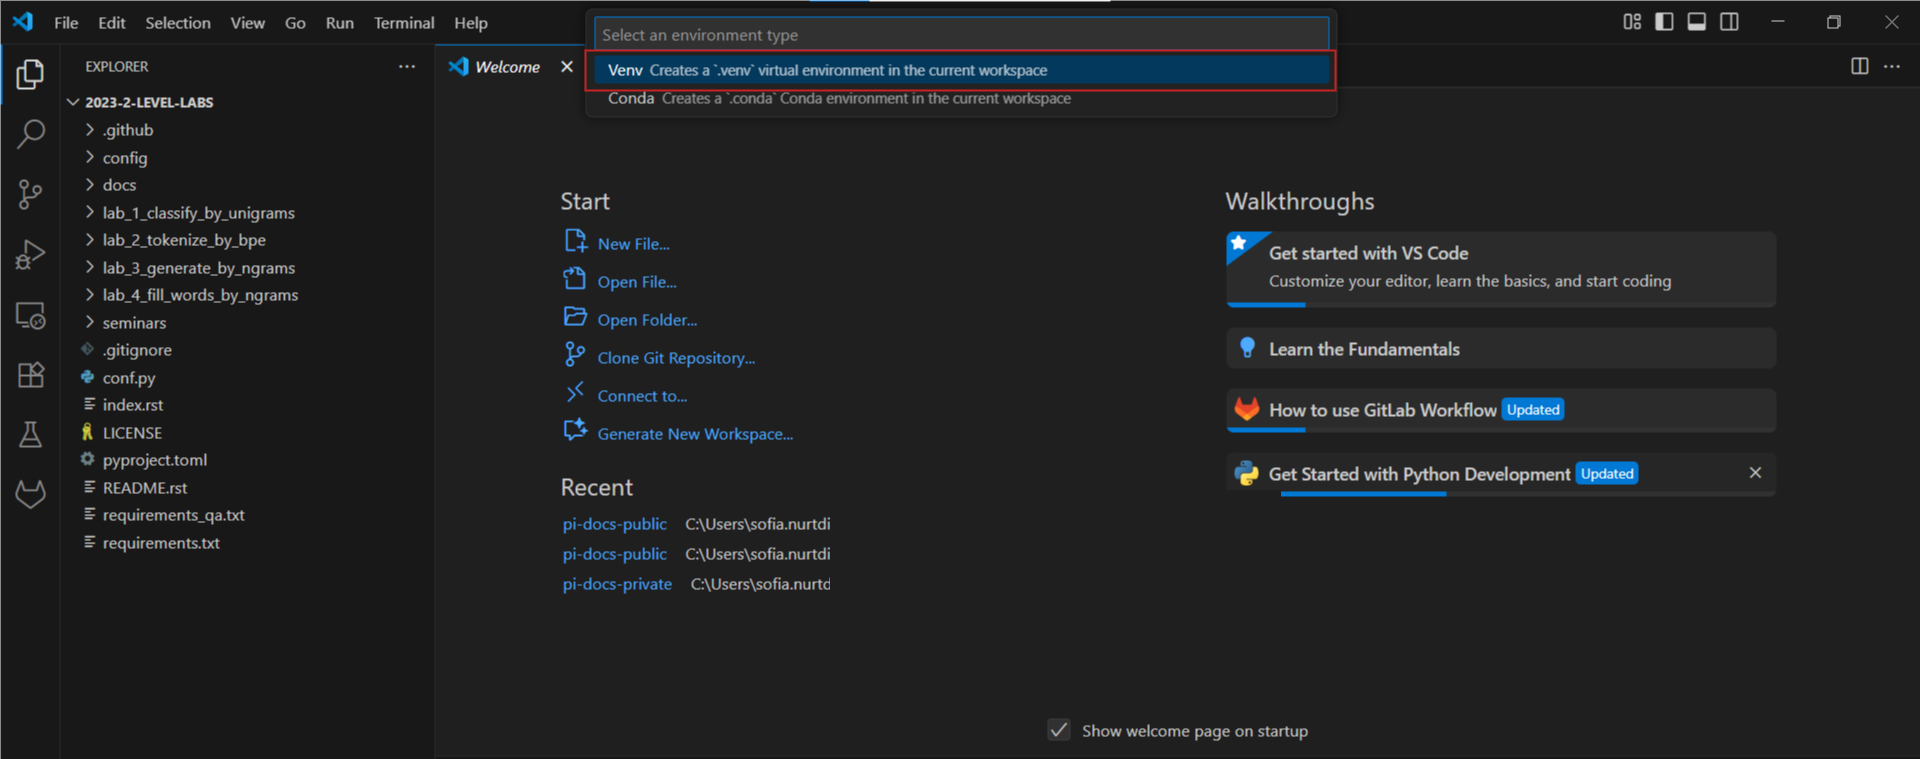 File Edit Selection View Go Run Terminal Help
Select an environment type
Venv Creates a `.venv` virtual environment in the current workspace
Conda Creates a `.conda` Conda environment in the current workspace
EXPLORER
Welcome
2023-2-LEVEL-LABS
.github
config
docs
lab_1_classify_by_unigrams
lab_2_tokenize_by_bpe
lab_3_generate_by_ngrams
lab_4_fill_words_by_ngrams
seminars
.gitignore
conf.py
index.rst
LICENSE
pyproject.toml
README.rst
requirements_qa.txt
requirements.txt
Start
New File...
Open File...
Open Folder...
Clone Git Repository...
Connect to...
Generate New Workspace...
Recent
pi-docs-public C:\Users\sofia.nurtdi
pi-docs-public C:\Users\sofia.nurtdi
pi-docs-private C:\Users\sofia.nurtd
Walkthroughs
Get started with VS Code
Customize your editor, learn the basics, and start coding
Learn the Fundamentals
How to use GitLab Workflow Updated
Get Started with Python Development Updated
Show welcome page on startup